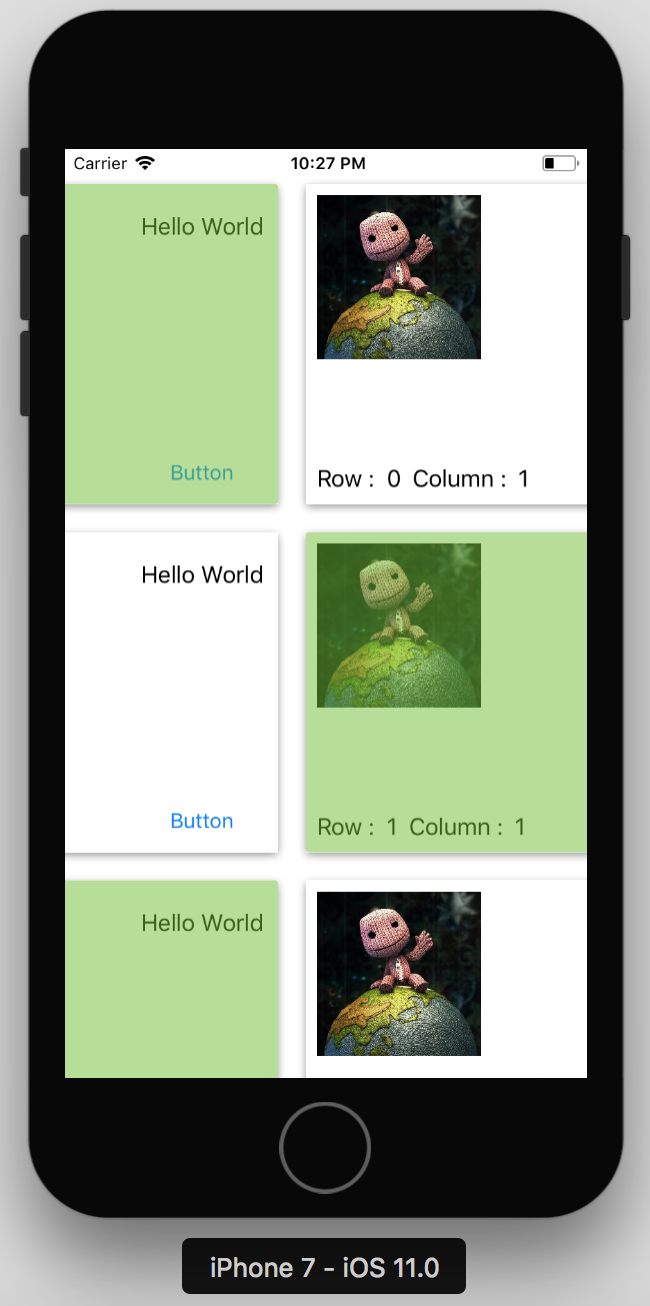 Carrier 10:27 PM
Hello World
Button
Row : 0 Column : 1
Hello World
Button
Row : 1 Column : 1
Hello World
iPhone 7 - iOS 11.0